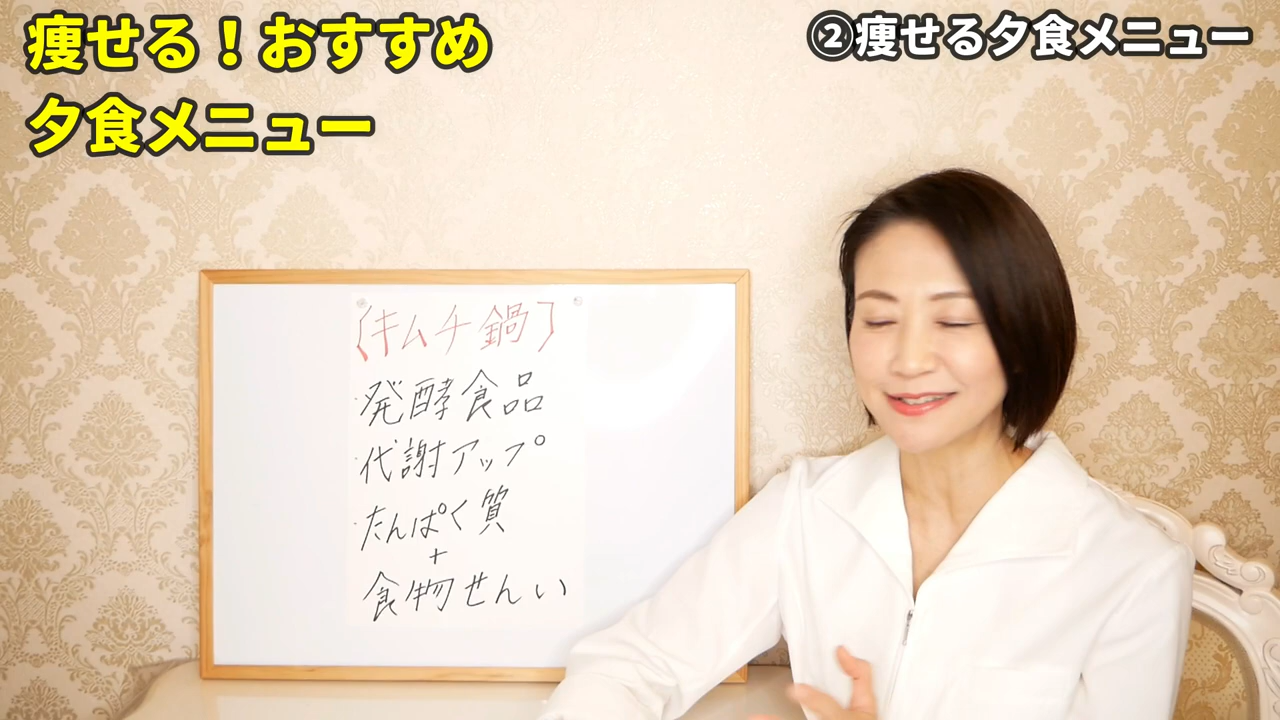 痩せる！おすすめ
夕食メニュー
②痩せる夕食メニュー
〔キムチ鍋〕
・発酵食品
・代謝アップ
・たんぱく質
+
食物せんい